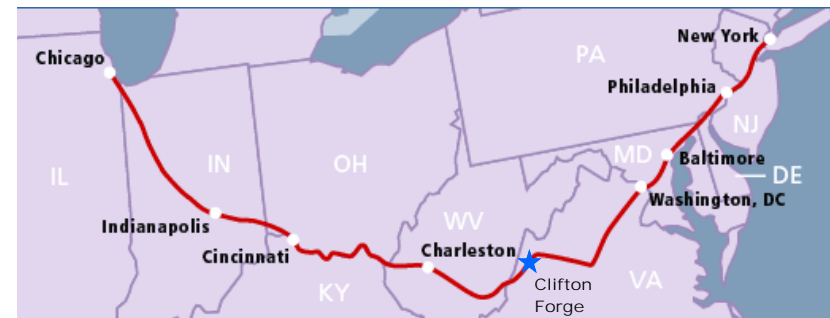 New York
Chicago
PA
Philadelphia
NJ
IL
IN
OH
MD
Baltimore
DE
Washington, DC
Indianapolis
WV
Cincinnati
Charleston
KY
VA
Clifton
Forge